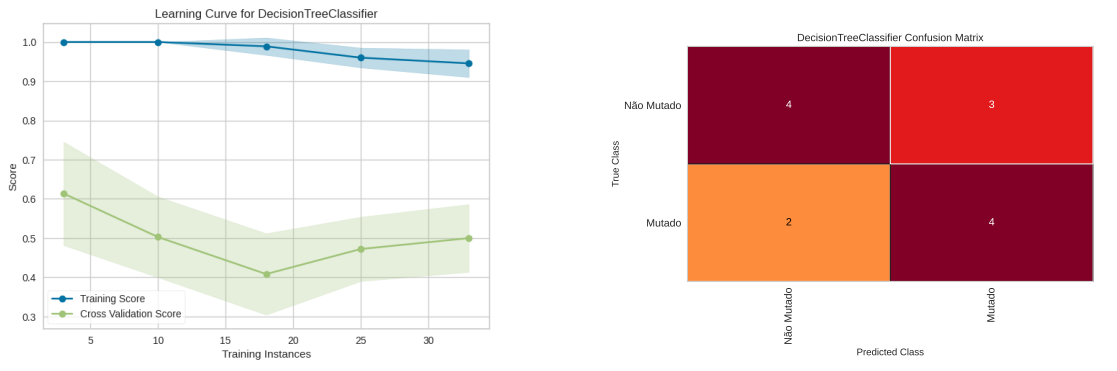 Learning Curve for DecisionTreeClassifier
1.0
0.9
0.8
0.7
0.6
0.5
0.4
0.3
Score
5
10
15
20
25
30
Training Instances
Training Score
Cross Validation Score
DecisionTreeClassifier Confusion Matrix
True Class
Não Mutado
4
3
Mutado
2
4
Não Mutado
Mutado
Predicted Class